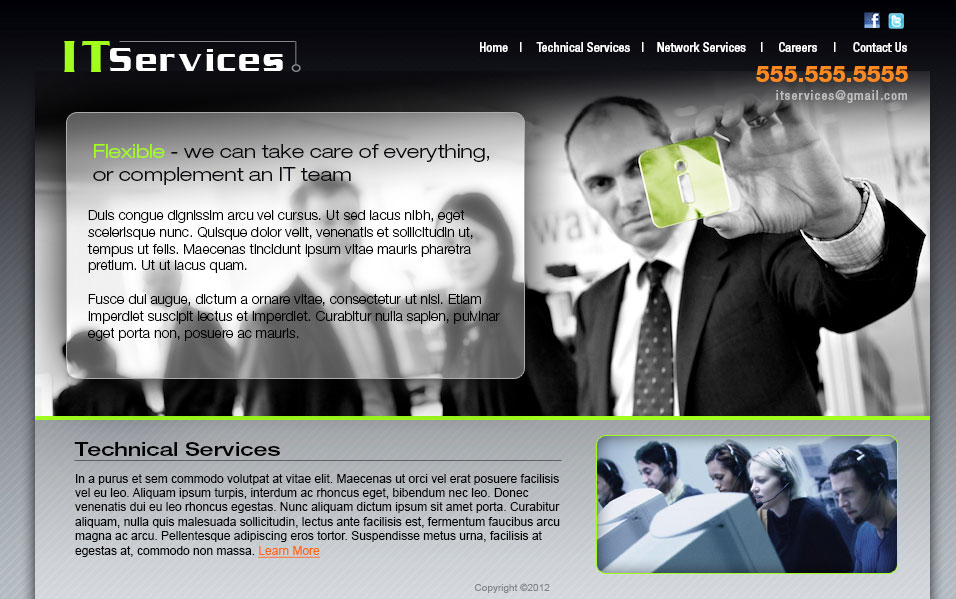 ITServices
Home | Technical Services | Network Services | Careers | Contact Us
555.555.5555
itservices@gmail.com
Flexible - we can take care of everything,
or complement an IT team
Duis congue dignissim arcu vel cursus. Ut sed lacus nibh, eget
scelerisque nunc. Quisque dolor velit, venenatis et sollicitudin ut,
tempus ut felis. Maecenas tincidunt ipsum vitae mauris pharetra
pretium. Ut ut lacus quam.
Fusce dui augue, dictum a ornare vitae, consectetur ut nisl. Etiam
imperdiet suscipit lectus et imperdiet. Curabitur nulla sapien, pulvinar
eget porta non, posuere ac mauris.
Technical Services
In a purus et sem commodo volutpat at vitae elit. Maecenas ut orci vel erat posuere facilisis
vel eu leo. Aliquam ipsum turpis, interdum ac rhoncus eget, bibendum nec leo. Donec
venenatis dui eu leo rhoncus egestas. Nunc aliquam dictum ipsum sit amet porta. Curabitur
aliquam, nulla quis malesuada sollicitudin, lectus ante facilisis est, fermentum faucibus arcu
magna ac arcu. Pellentesque adipiscing eros tortor. Suspendisse metus urna, facilisis at
egestas at, commodo non massa. Learn More
Copyright ©2012